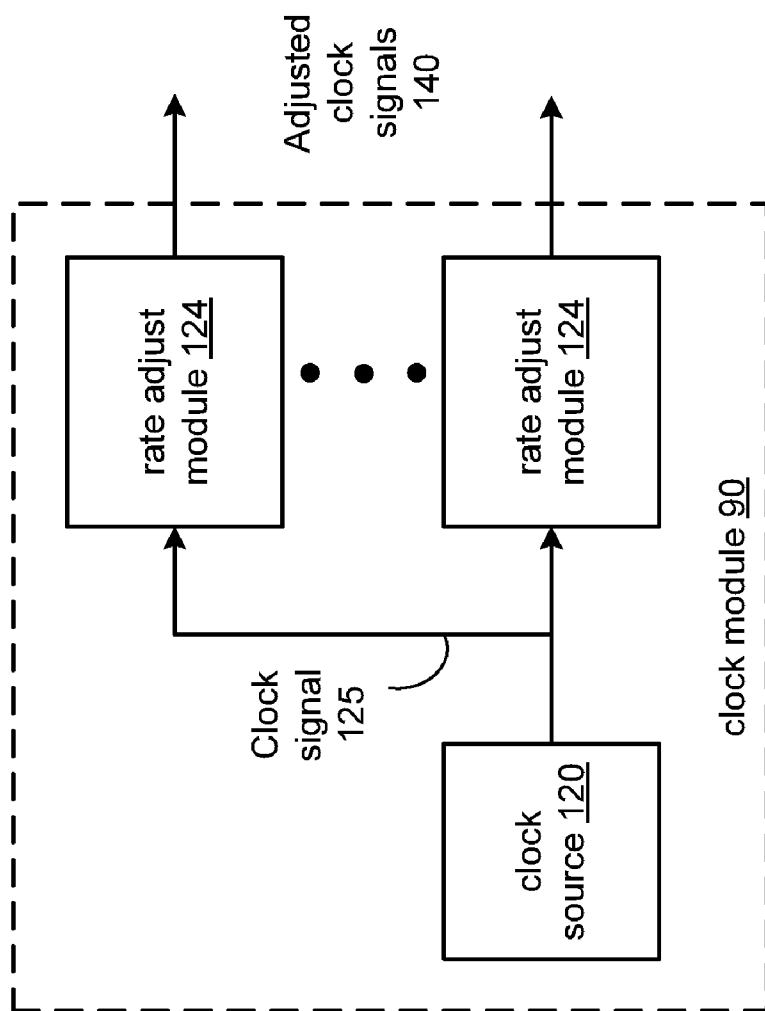 Adjusted
clock
signals
140
rate adjust
module 124
rate adjust
module 124
Clock
signal
125
clock
source 120
clock module 90